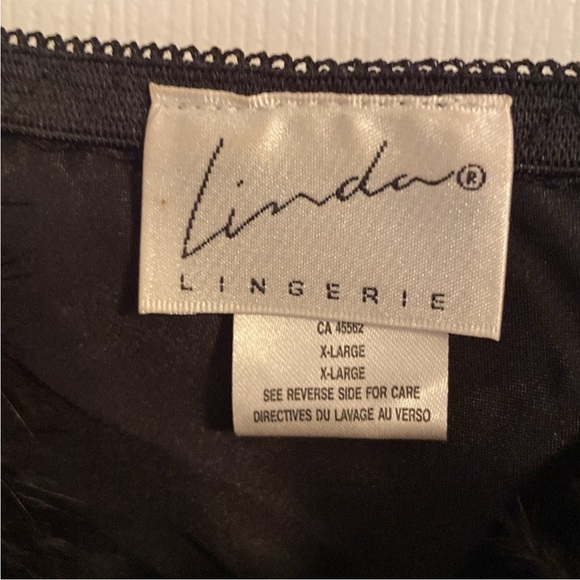 Linda®
LINGERIE
CA 45562
X-LARGE
X-LARGE
SEE REVERSE SIDE FOR CARE
DIRECTIVES DU LAVAGE AU VERSO